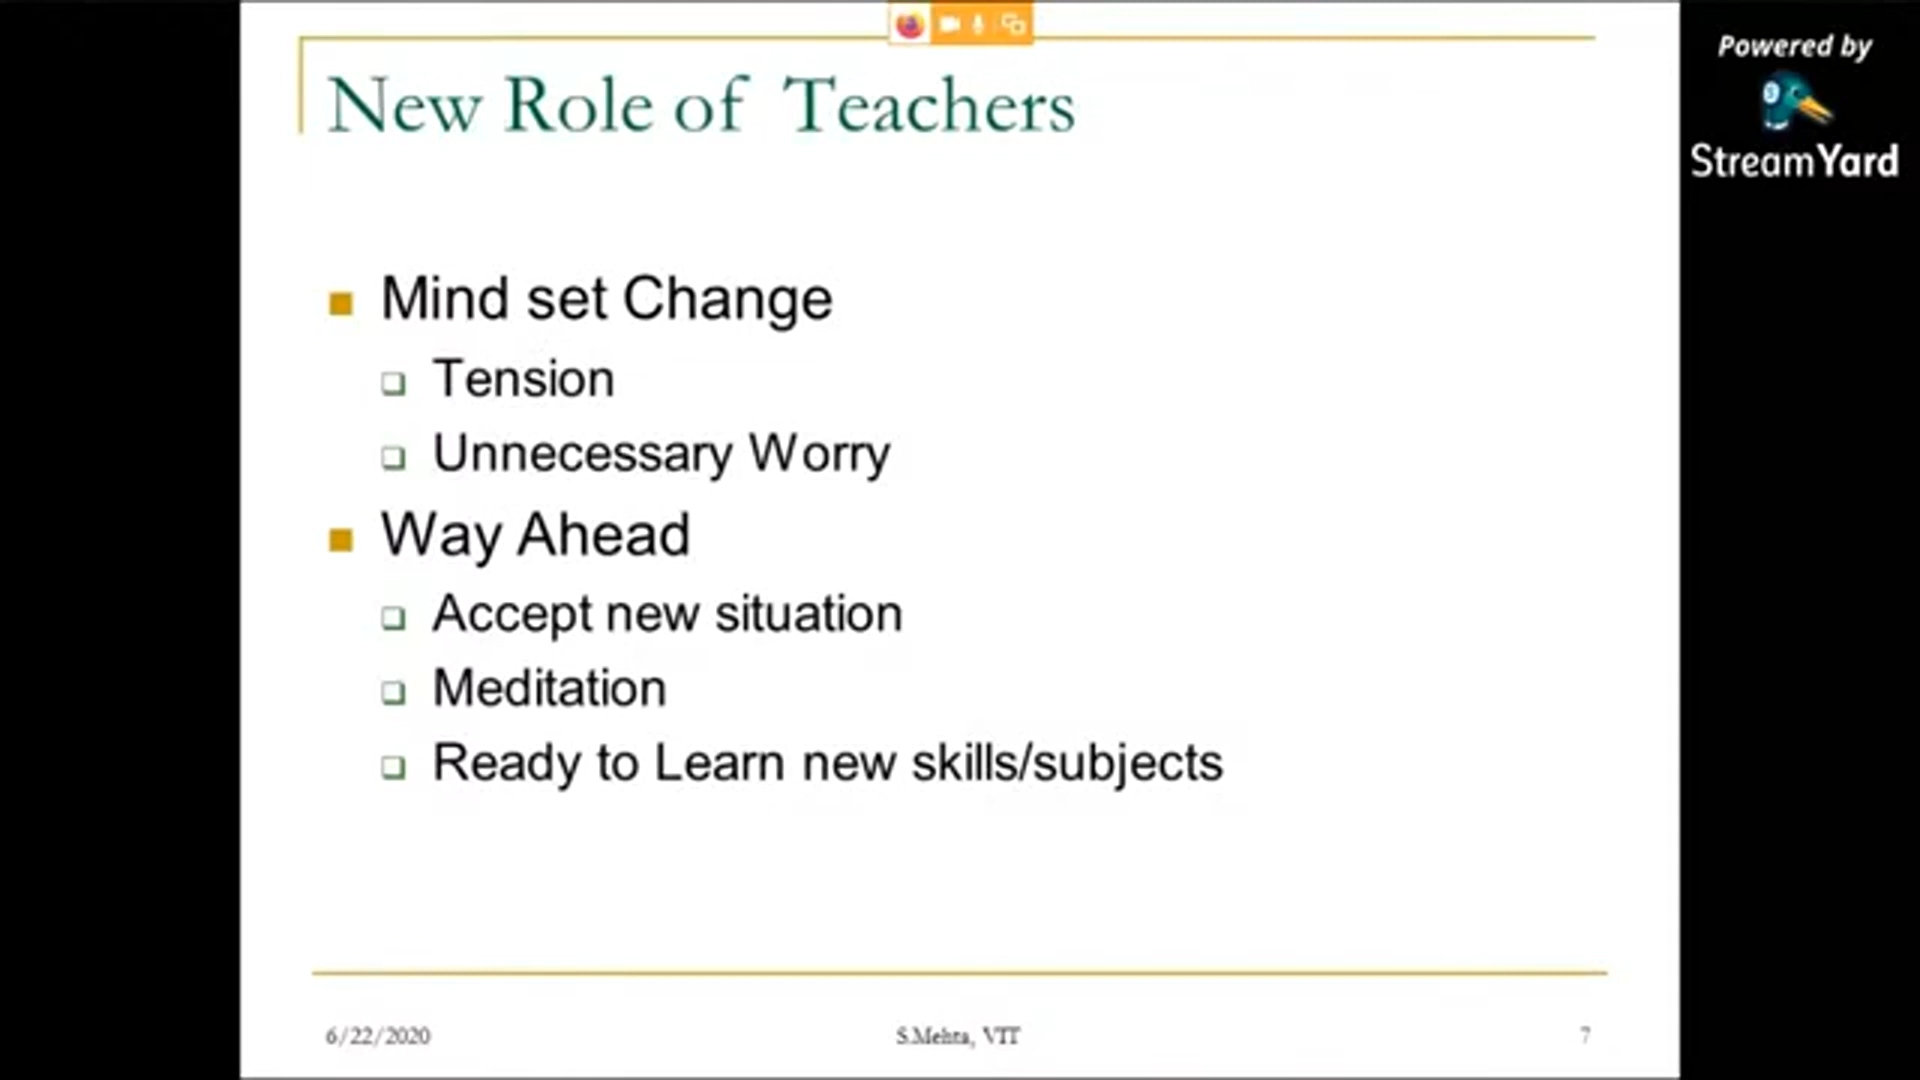 New Role of Teachers
Powered by
StreamYard
Mind set Change
Tension
Unnecessary Worry
Way Ahead
Accept new situation
Meditation
Ready to Learn new skills/subjects
6/22/2020
S.Mehta, VIT
7